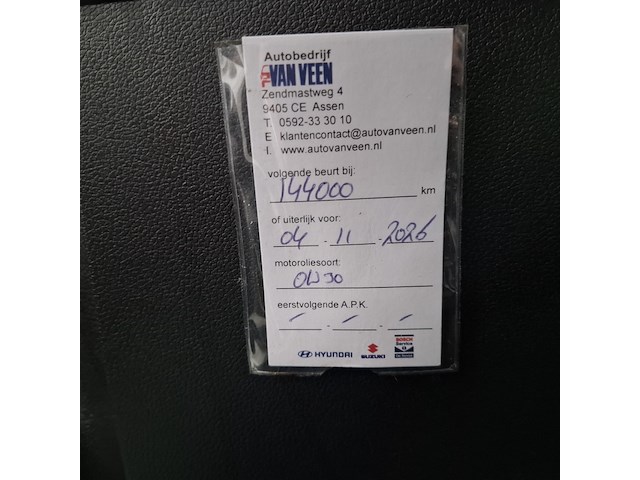 Autobedrijf
VAN VEEN
Zendmastweg 4
9405 CE Assen
T. 0592-33 30 10
E. klantencontact@autovanveen.nl
I. www.autovanveen.nl
volgende beurt bij:
144000 km
of uiterlijk voor:
04 . 11 . 2026
motoroliesoort:
0W30
eerstvolgende A.P.K.
- . - . -
HYUNDAI SUZUKI BOSCH Service